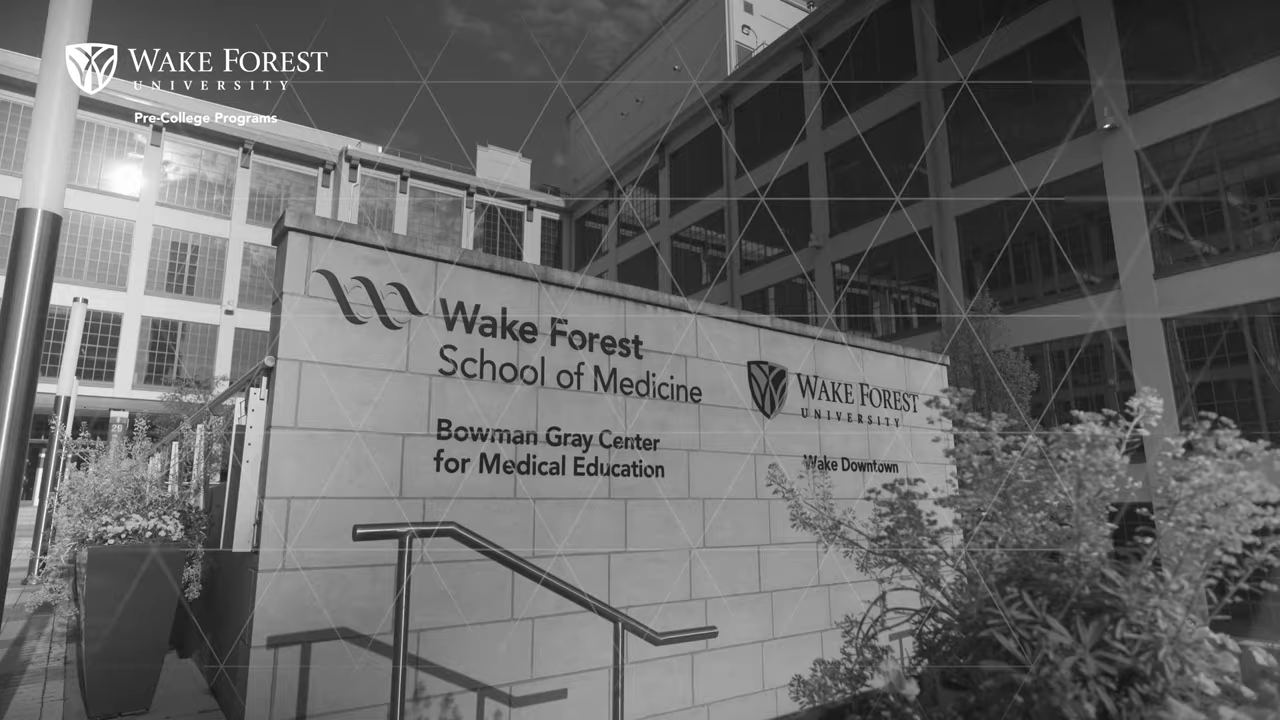 WAKE FOREST
UNIVERSITY
Pre-College Programs
Wake Forest
School of Medicine
Bowman Gray Center
for Medical Education
WAKE FOREST
UNIVERSITY
Wake Downtown
29